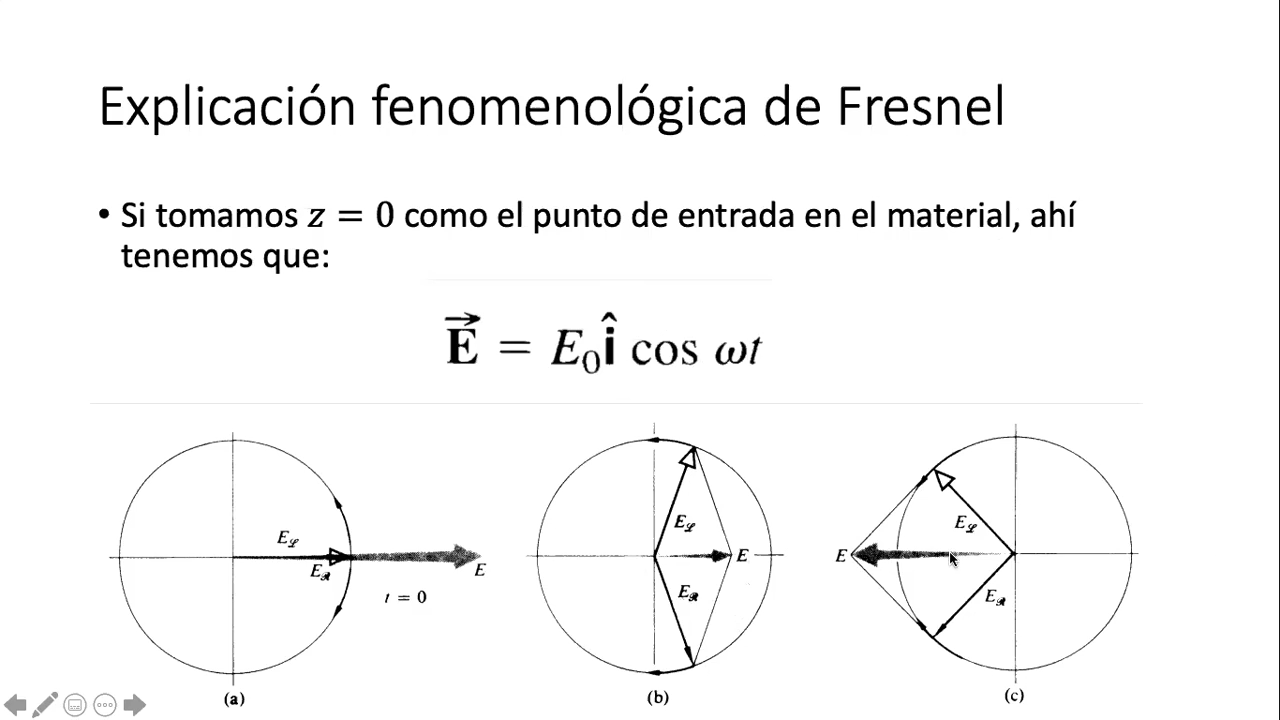 Explicación fenomenológica de Fresnel
• Si tomamos z = 0 como el punto de entrada en el material, ahí
tenemos que:
E⃗ = E₀î cos ωt
Eℒ
Eℛ
E
t = 0
(a)
Eℒ
E
Eℛ
(b)
Eℒ
E
Eℛ
(c)